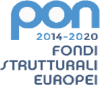 pon
2014-2020
FONDI
STRUTTURALI
EUROPEI